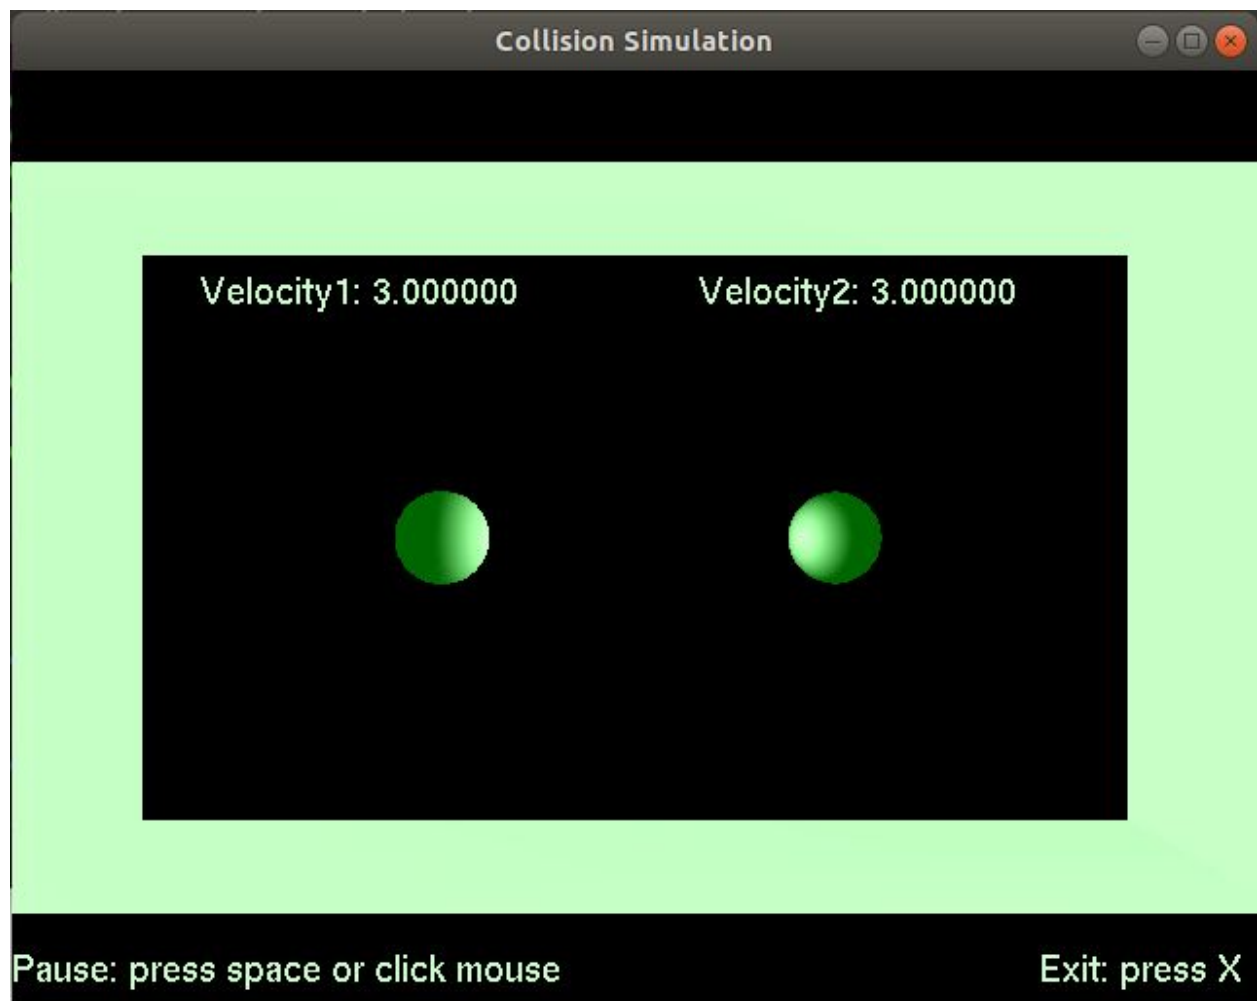 Collision Simulation
Velocity1: 3.000000 Velocity2: 3.000000
Pause: press space or click mouse Exit: press X